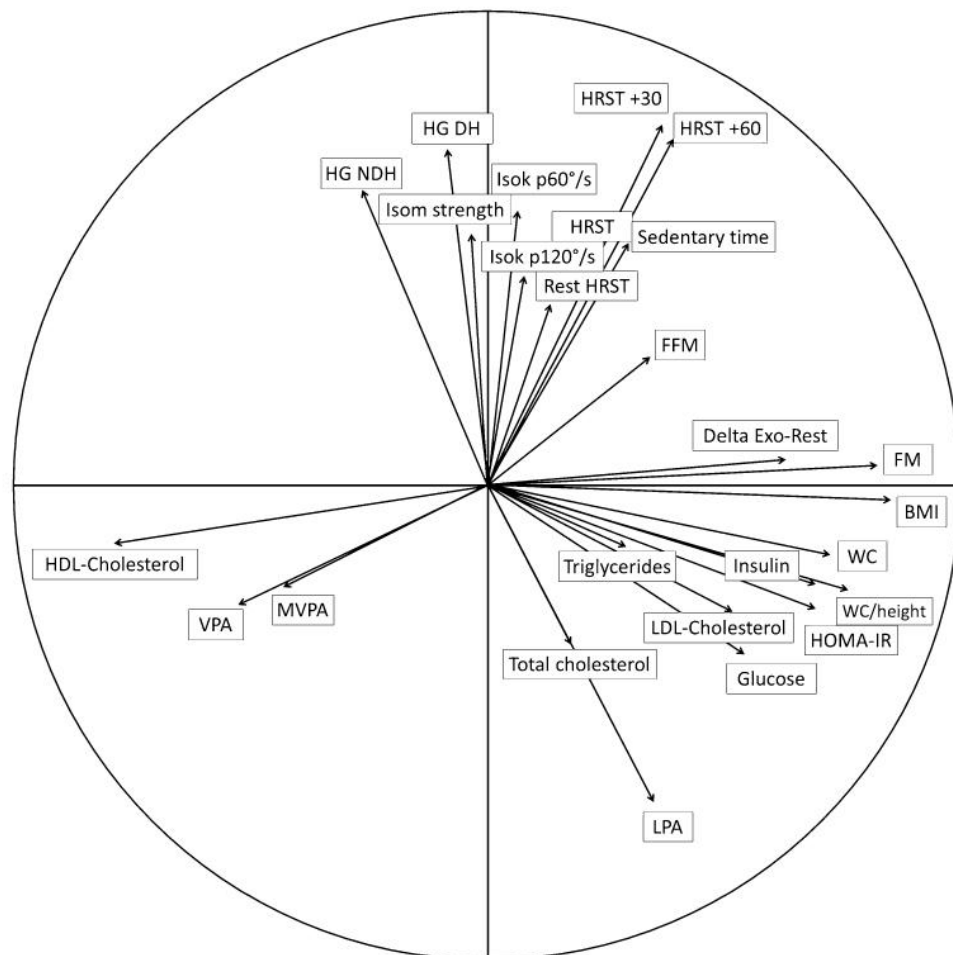 HRST +30
HG DH
HRST +60
HG NDH
Isok p60°/s
Isom strength
HRST
Sedentary time
Isok p120°/s
Rest HRST
FFM
Delta Exo-Rest
FM
BMI
HDL-Cholesterol
Triglycerides
Insulin
WC
MVPA
VPA
WC/height
LDL-Cholesterol
HOMA-IR
Total cholesterol
Glucose
LPA